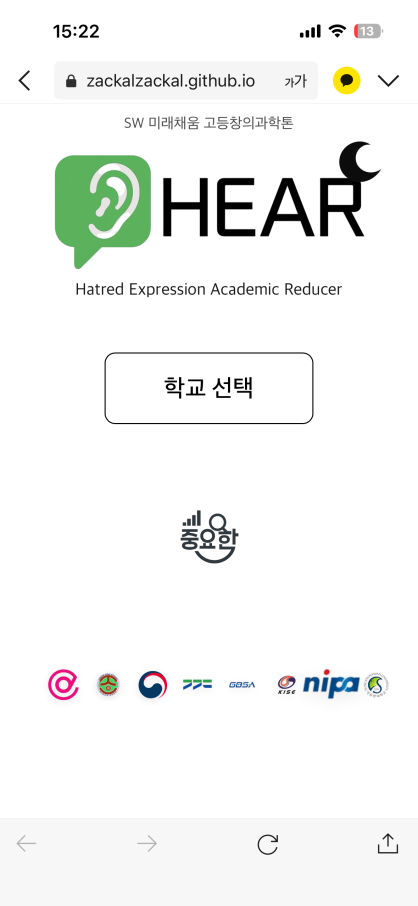 15:22
13
zackalzackal.github.io
가가
SW 미래채움 고등창의과학톤
HEAR
Hatred Expression Academic Reducer
학교 선택
중요한
GBSA
KISE
nipa